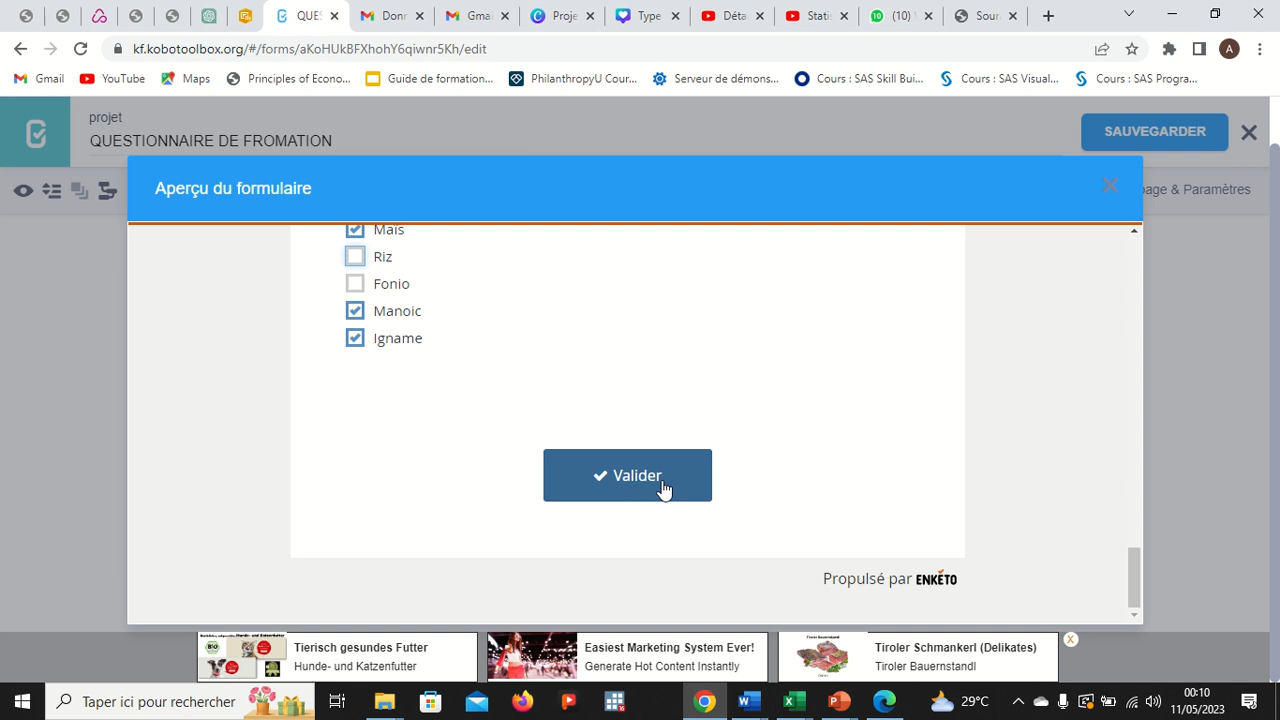 QUES
Donn
Gmai
Proje
Type
Déta
Statis
(10) V
Sour
kf.kobotoolbox.org/#/forms/aKoHUkBFXhohY6qiwnr5Kh/edit
A
Gmail
YouTube
Maps
Principles of Econo...
Guide de formation...
PhilanthropyU Cour...
Serveur de démons...
Cours : SAS Skill Bui...
Cours : SAS Visual...
Cours : SAS Progra...
projet
QUESTIONNAIRE DE FROMATION
SAUVEGARDER
page & Paramètres
Aperçu du formulaire
Maïs
Riz
Fonio
Manoic
Igname
Valider
Propulsé par ENKETO
Tierisch gesundes Futter
Hunde- und Katzenfutter
Easiest Marketing System Ever!
Generate Hot Content Instantly
Tiroler Schmankerl (Delikates)
Tiroler Bauernstandl
Taper ici pour rechercher
29°C
00:10
11/05/2023